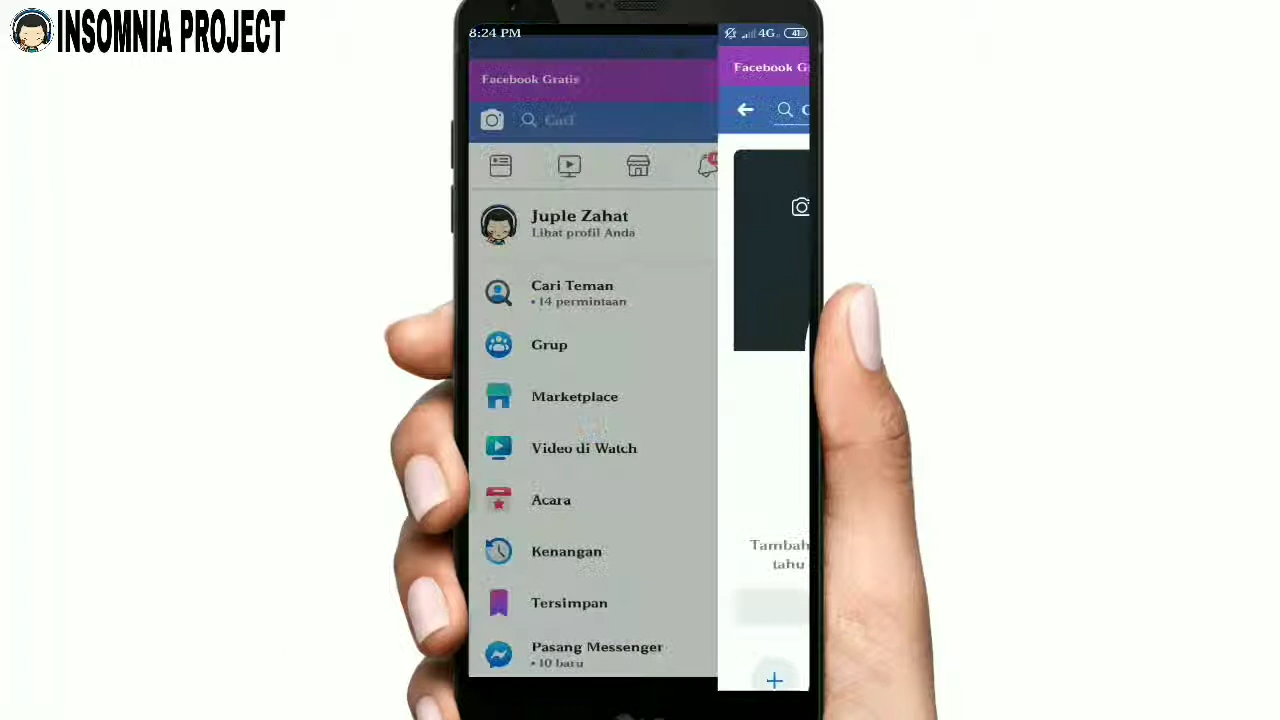 INSOMNIA PROJECT
8:24 PM
4G
41
Facebook Gratis
Cari
Juple Zahat
Lihat profil Anda
Cari Teman
• 14 permintaan
Grup
Marketplace
Video di Watch
Acara
Kenangan
Tersimpan
Pasang Messenger
• 10 baru
Facebook G
Tambah
tahu